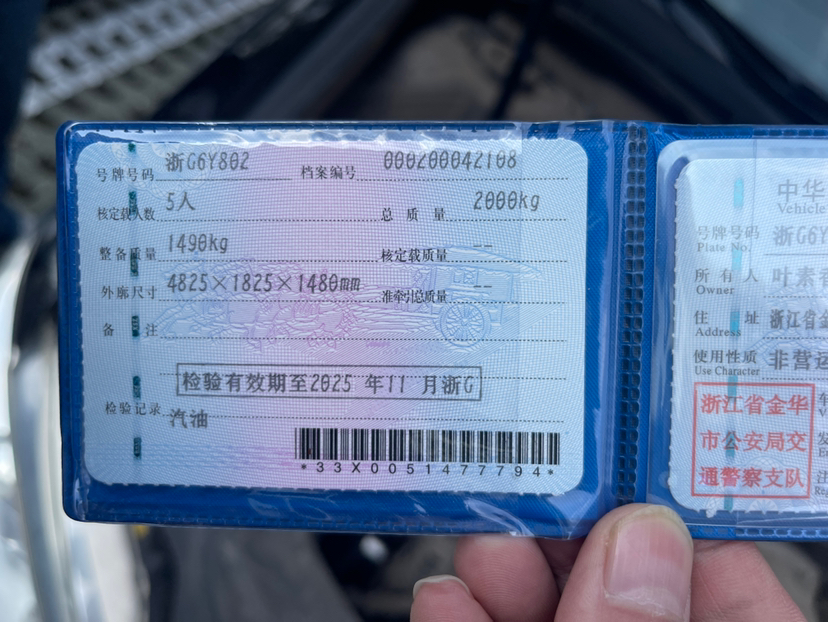 号牌号码 浙G6Y802 档案编号 000200042108
核定载人数 5人 总质量 2000kg
整备质量 1490kg 核定载质量 --
外廓尺寸 4825×1825×1480mm 准牵引总质量 --
备注
检验有效期至2025年11月浙G
检验记录
汽油
*33X0051477794*
中华
Vehicle
号牌号码 浙G6Y
Plate No.
所有人 叶素
Owner
住址 浙江省金
Address
使用性质 非营运
Use Character
浙江省金华
市公安局交
通警察支队